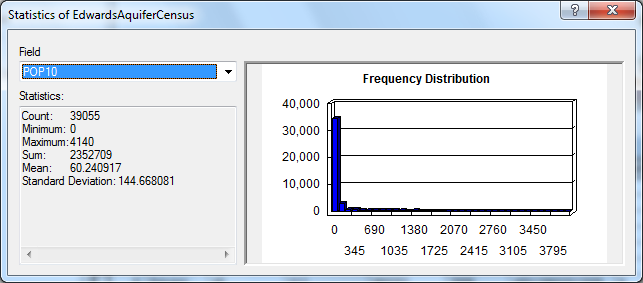 Statistics of EdwardsAquiferCensus
Field
POP10
Statistics:
Count: 39055
Minimum: 0
Maximum: 4140
Sum: 2352709
Mean: 60.240917
Standard Deviation: 144.668081
Frequency Distribution
40,000
30,000
20,000
10,000
0
0 690 1380 2070 2760 3450
345 1035 1725 2415 3105 3795